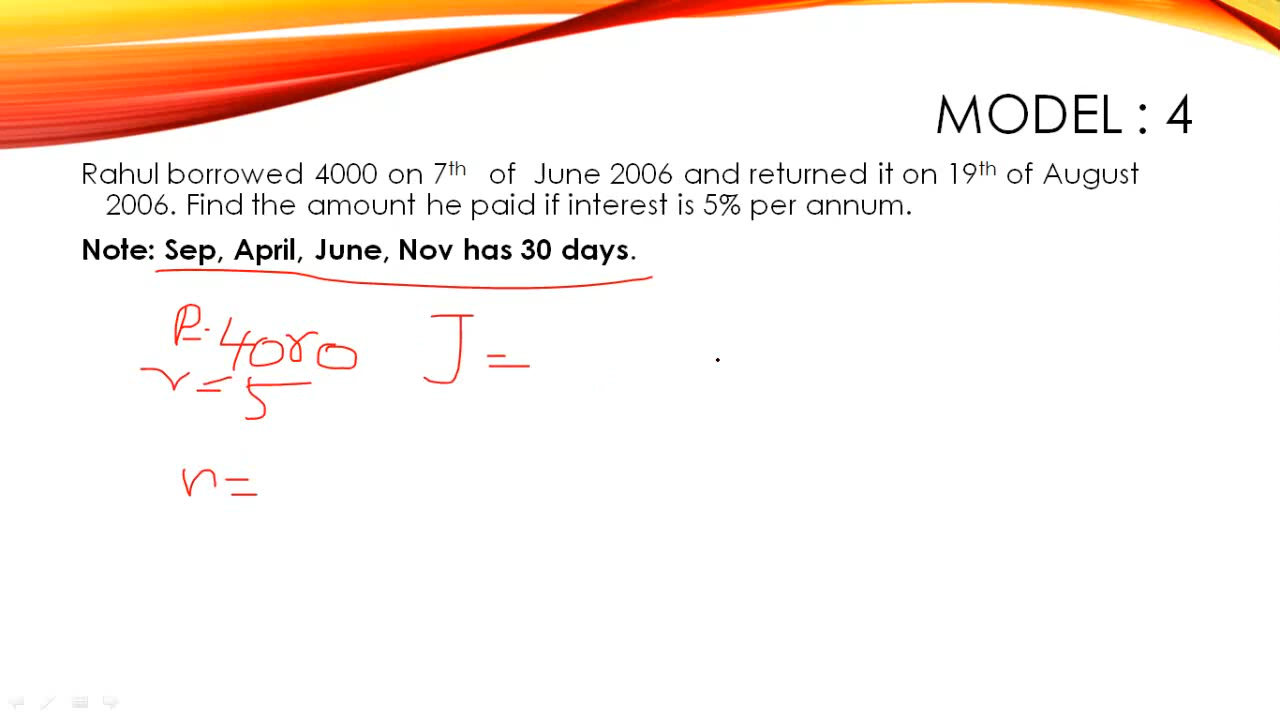 MODEL : 4
Rahul borrowed 4000 on 7th of June 2006 and returned it on 19th of August
2006. Find the amount he paid if interest is 5% per annum.
Note: Sep, April, June, Nov has 30 days.
P. 4000 J =
r = 5
n =